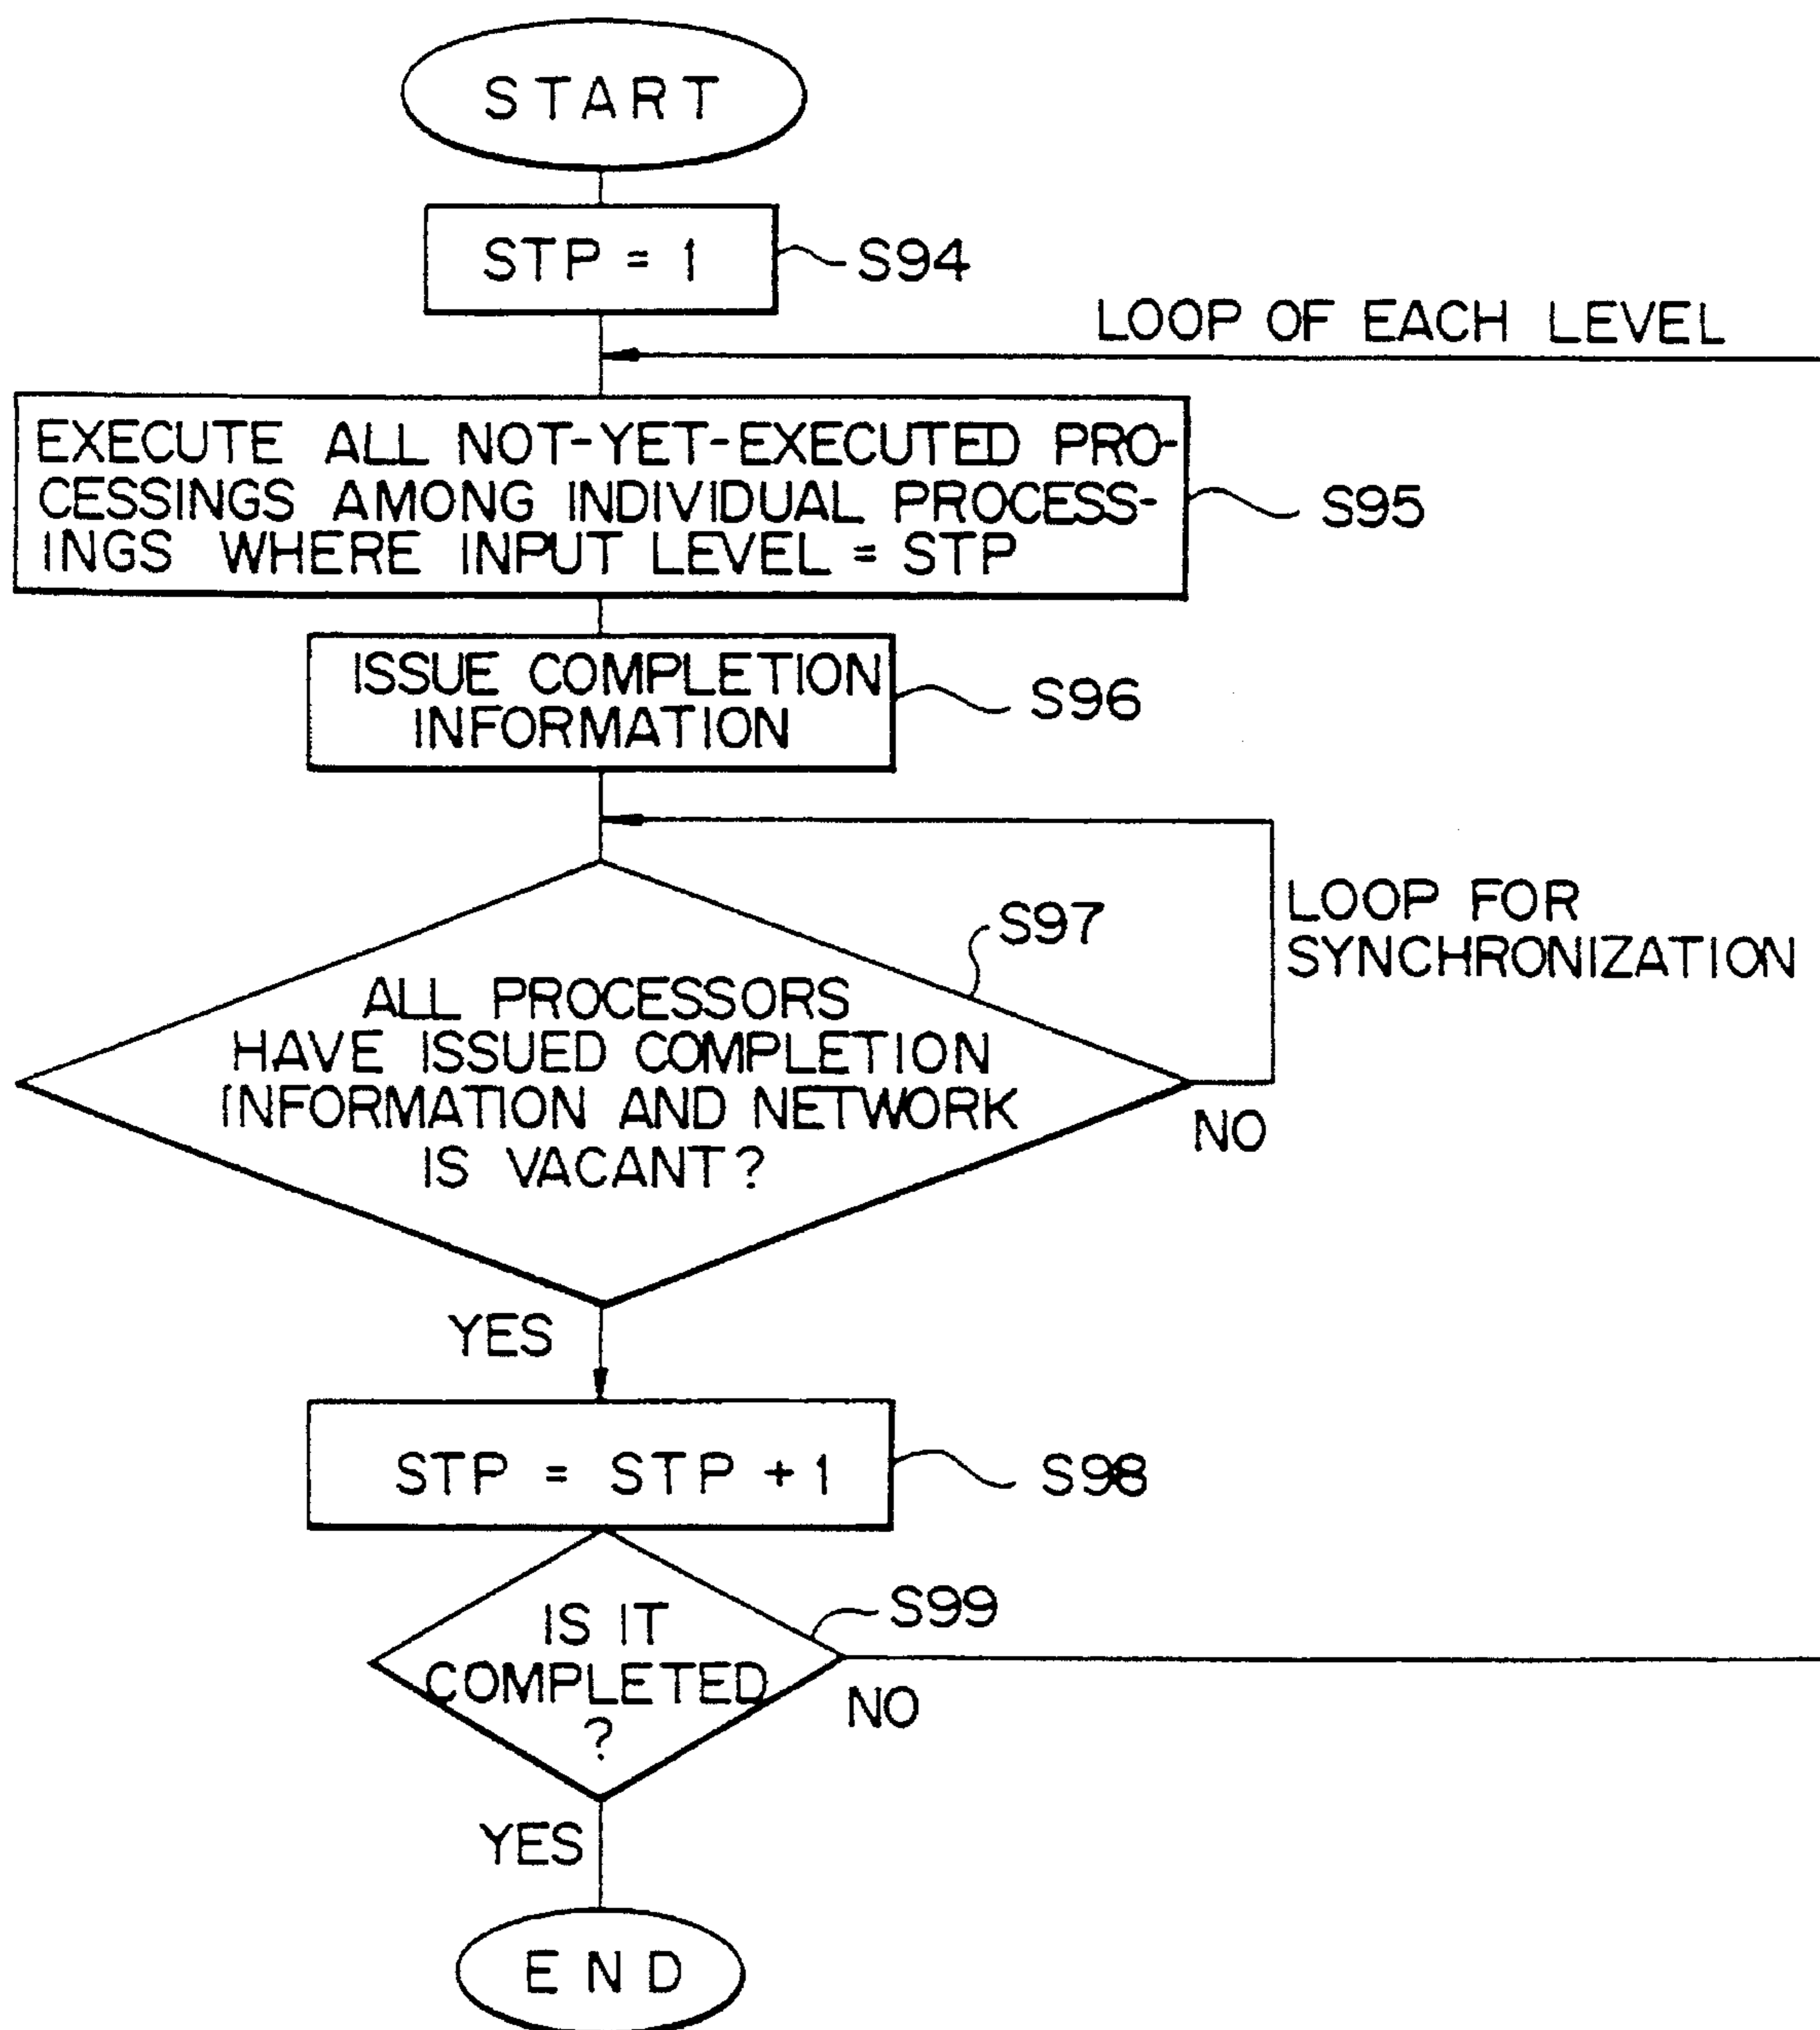 START
STP = 1
S94
LOOP OF EACH LEVEL
EXECUTE ALL NOT-YET-EXECUTED PRO-
CESSINGS AMONG INDIVIDUAL PROCESS-
INGS WHERE INPUT LEVEL = STP
S95
ISSUE COMPLETION
INFORMATION
S96
LOOP FOR
SYNCHRONIZATION
S97
ALL PROCESSORS
HAVE ISSUED COMPLETION
INFORMATION AND NETWORK
IS VACANT?
NO
YES
STP = STP + 1
S98
IS IT
COMPLETED
?
S99
NO
YES
END